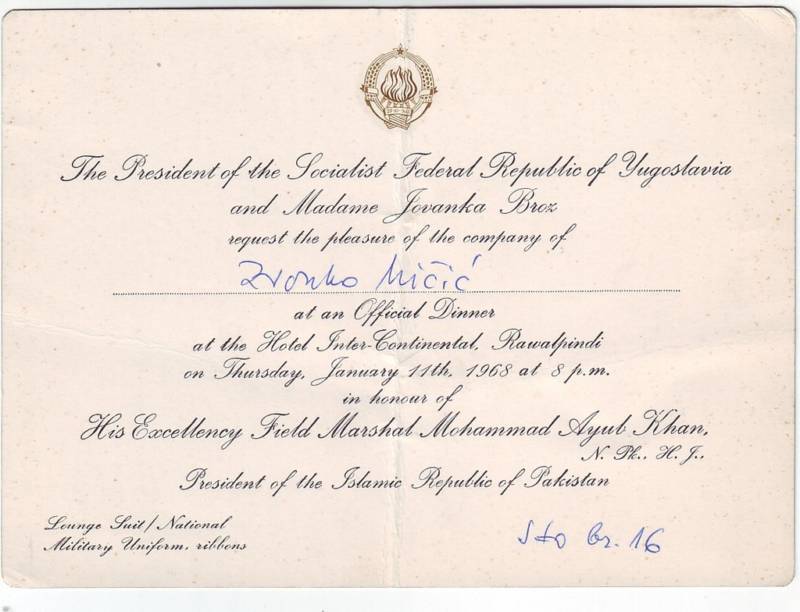 The President of the Socialist Federal Republic of Yugoslavia
and Madame Jovanka Broz
request the pleasure of the company of
Zvonko Mičić
at an Official Dinner
at the Hotel Inter-Continental, Rawalpindi
on Thursday, January 11th, 1968 at 8 p.m.
in honour of
His Excellency Field Marshal Mohammad Ayub Khan,
N. Pk., H. J.,
President of the Islamic Republic of Pakistan
Lounge Suit/National
Military Uniform, ribbons
Sto br. 16